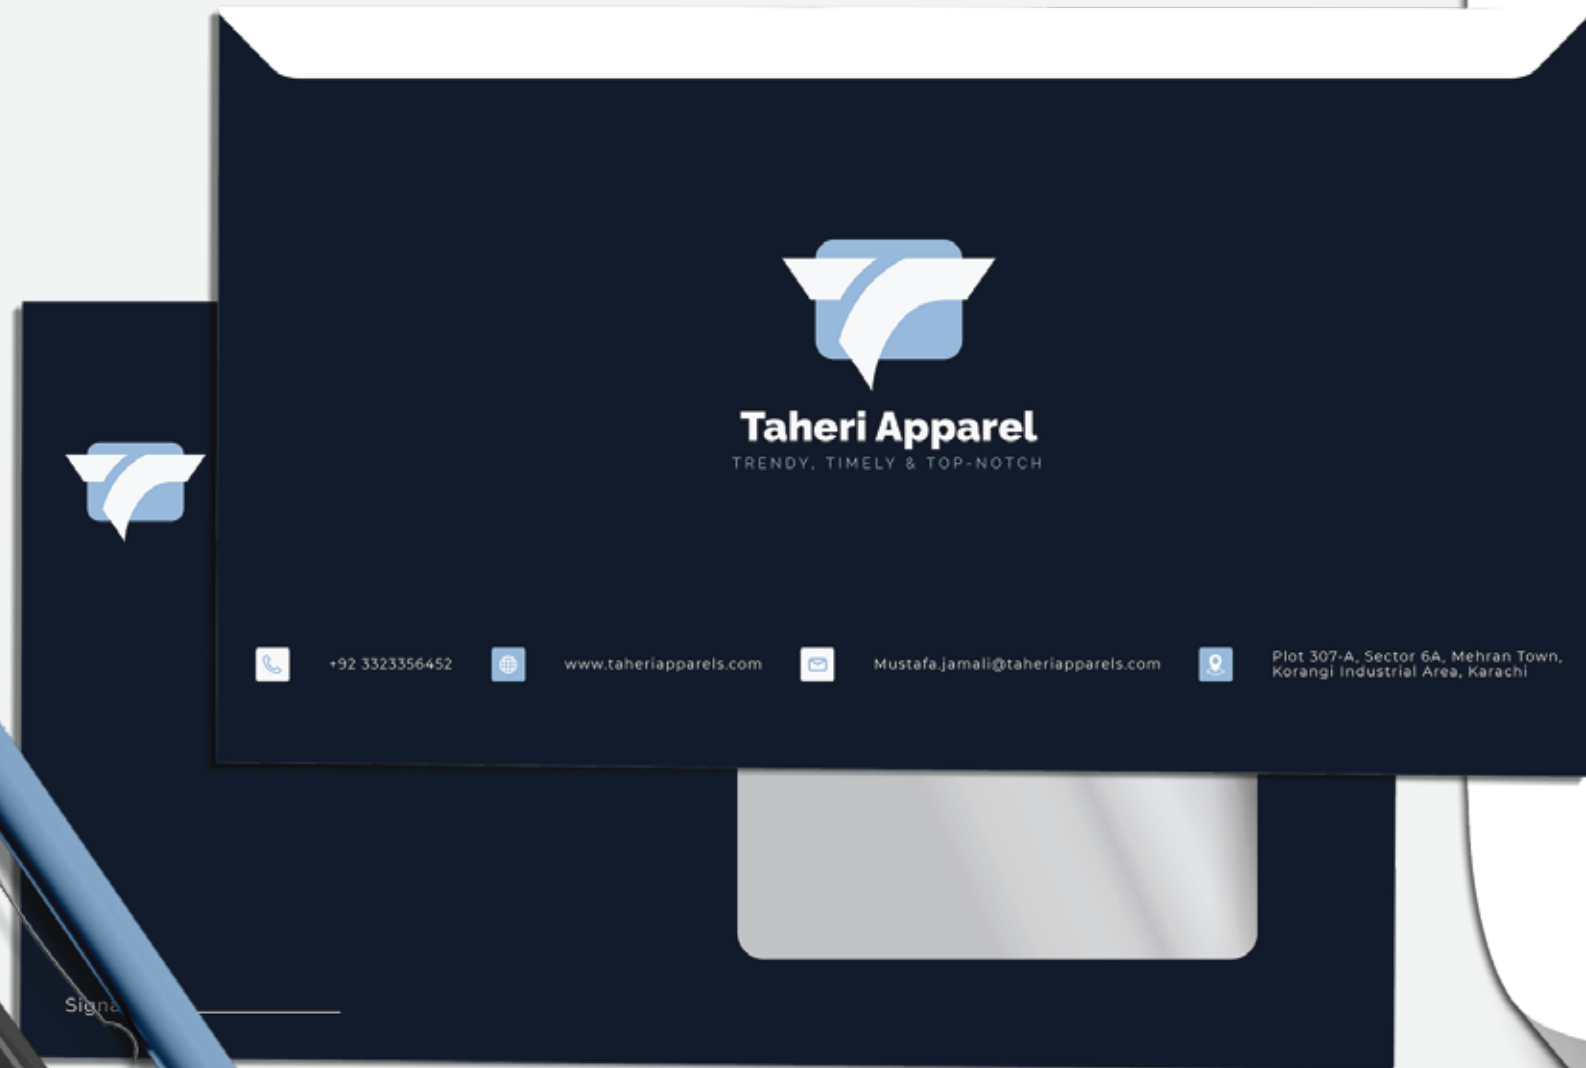 Taheri Apparel
TRENDY, TIMELY & TOP-NOTCH
+92 3323356452
www.taheriapparels.com
Mustafa.jamali@taheriapparels.com
Plot 307-A, Sector 6A, Mehran Town,
Korangi Industrial Area, Karachi